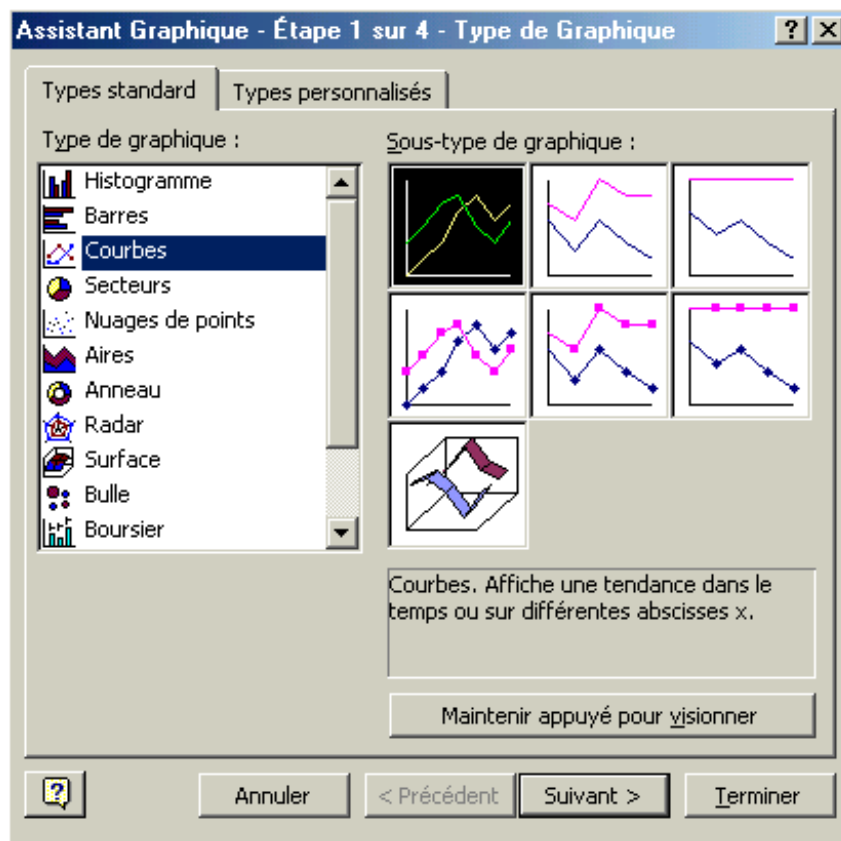 Assistant Graphique - Étape 1 sur 4 - Type de Graphique
Types standard
Types personnalisés
Type de graphique :
Histogramme
Barres
Courbes
Secteurs
Nuages de points
Aires
Anneau
Radar
Surface
Bulle
Boursier
Sous-type de graphique :
Courbes. Affiche une tendance dans le
temps ou sur différentes abscisses x.
Maintenir appuyé pour visionner
Annuler
< Précédent
Suivant >
Terminer